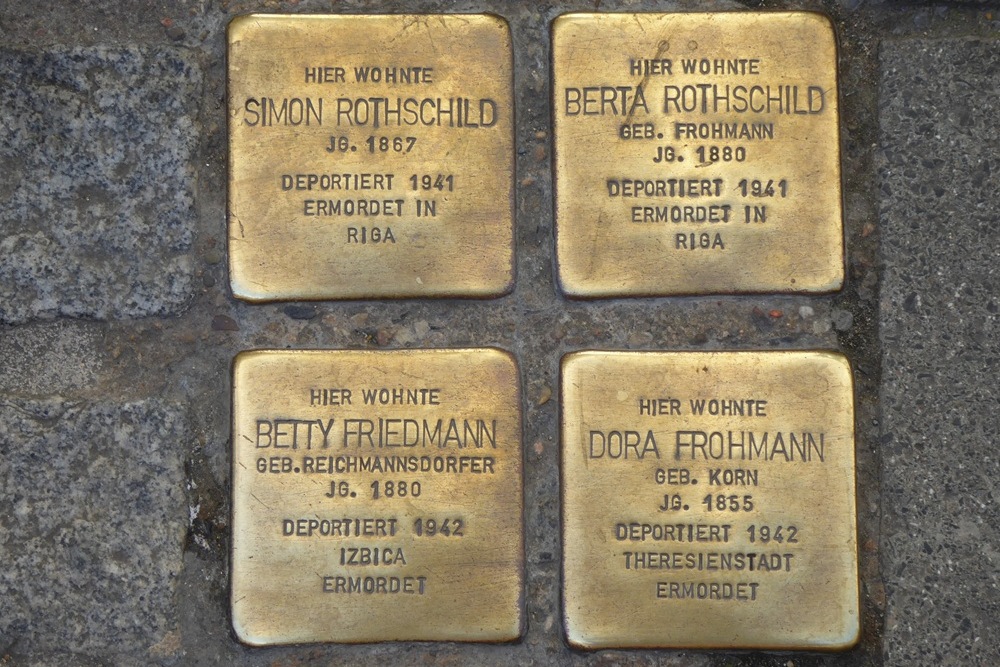 HIER WOHNTE
SIMON ROTHSCHILD
JG. 1867
DEPORTIERT 1941
ERMORDET IN
RIGA
HIER WOHNTE
BERTA ROTHSCHILD
GEB. FROHMANN
JG. 1880
DEPORTIERT 1941
ERMORDET IN
RIGA
HIER WOHNTE
BETTY FRIEDMANN
GEB. REICHMANNSDORFER
JG. 1880
DEPORTIERT 1942
IZBICA
ERMORDET
HIER WOHNTE
DORA FROHMANN
GEB. KORN
JG. 1855
DEPORTIERT 1942
THERESIENSTADT
ERMORDET